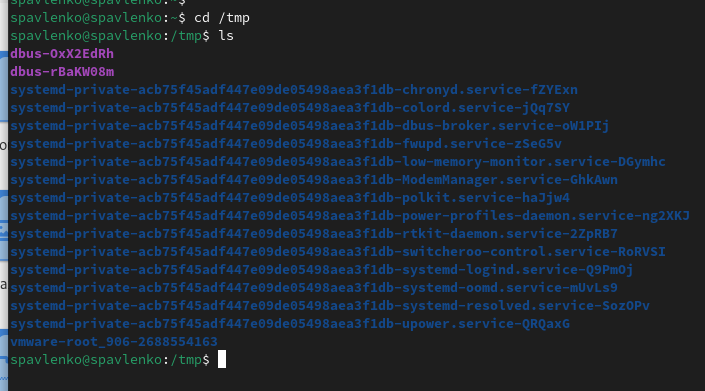 spavlenko@spavlenko:~$
spavlenko@spavlenko:~$ cd /tmp
spavlenko@spavlenko:/tmp$ ls
dbus-OxX2EdRh
dbus-rBaKW08m
systemd-private-acb75f45adf447e09de05498aea3f1db-chronyd.service-fZYExn
systemd-private-acb75f45adf447e09de05498aea3f1db-colord.service-jQq7SY
systemd-private-acb75f45adf447e09de05498aea3f1db-dbus-broker.service-oW1PIj
systemd-private-acb75f45adf447e09de05498aea3f1db-fwupd.service-zSeG5v
systemd-private-acb75f45adf447e09de05498aea3f1db-low-memory-monitor.service-DGymhc
systemd-private-acb75f45adf447e09de05498aea3f1db-ModemManager.service-GhkAwn
systemd-private-acb75f45adf447e09de05498aea3f1db-polkit.service-haJjw4
systemd-private-acb75f45adf447e09de05498aea3f1db-power-profiles-daemon.service-ng2XKJ
systemd-private-acb75f45adf447e09de05498aea3f1db-rtkit-daemon.service-2ZpRB7
systemd-private-acb75f45adf447e09de05498aea3f1db-switcheroo-control.service-RoRVSI
systemd-private-acb75f45adf447e09de05498aea3f1db-systemd-logind.service-Q9PmOj
systemd-private-acb75f45adf447e09de05498aea3f1db-systemd-oomd.service-mUvLs9
systemd-private-acb75f45adf447e09de05498aea3f1db-systemd-resolved.service-SozOPv
systemd-private-acb75f45adf447e09de05498aea3f1db-upower.service-QRQaxG
vmware-root_906-2688554163
spavlenko@spavlenko:/tmp$